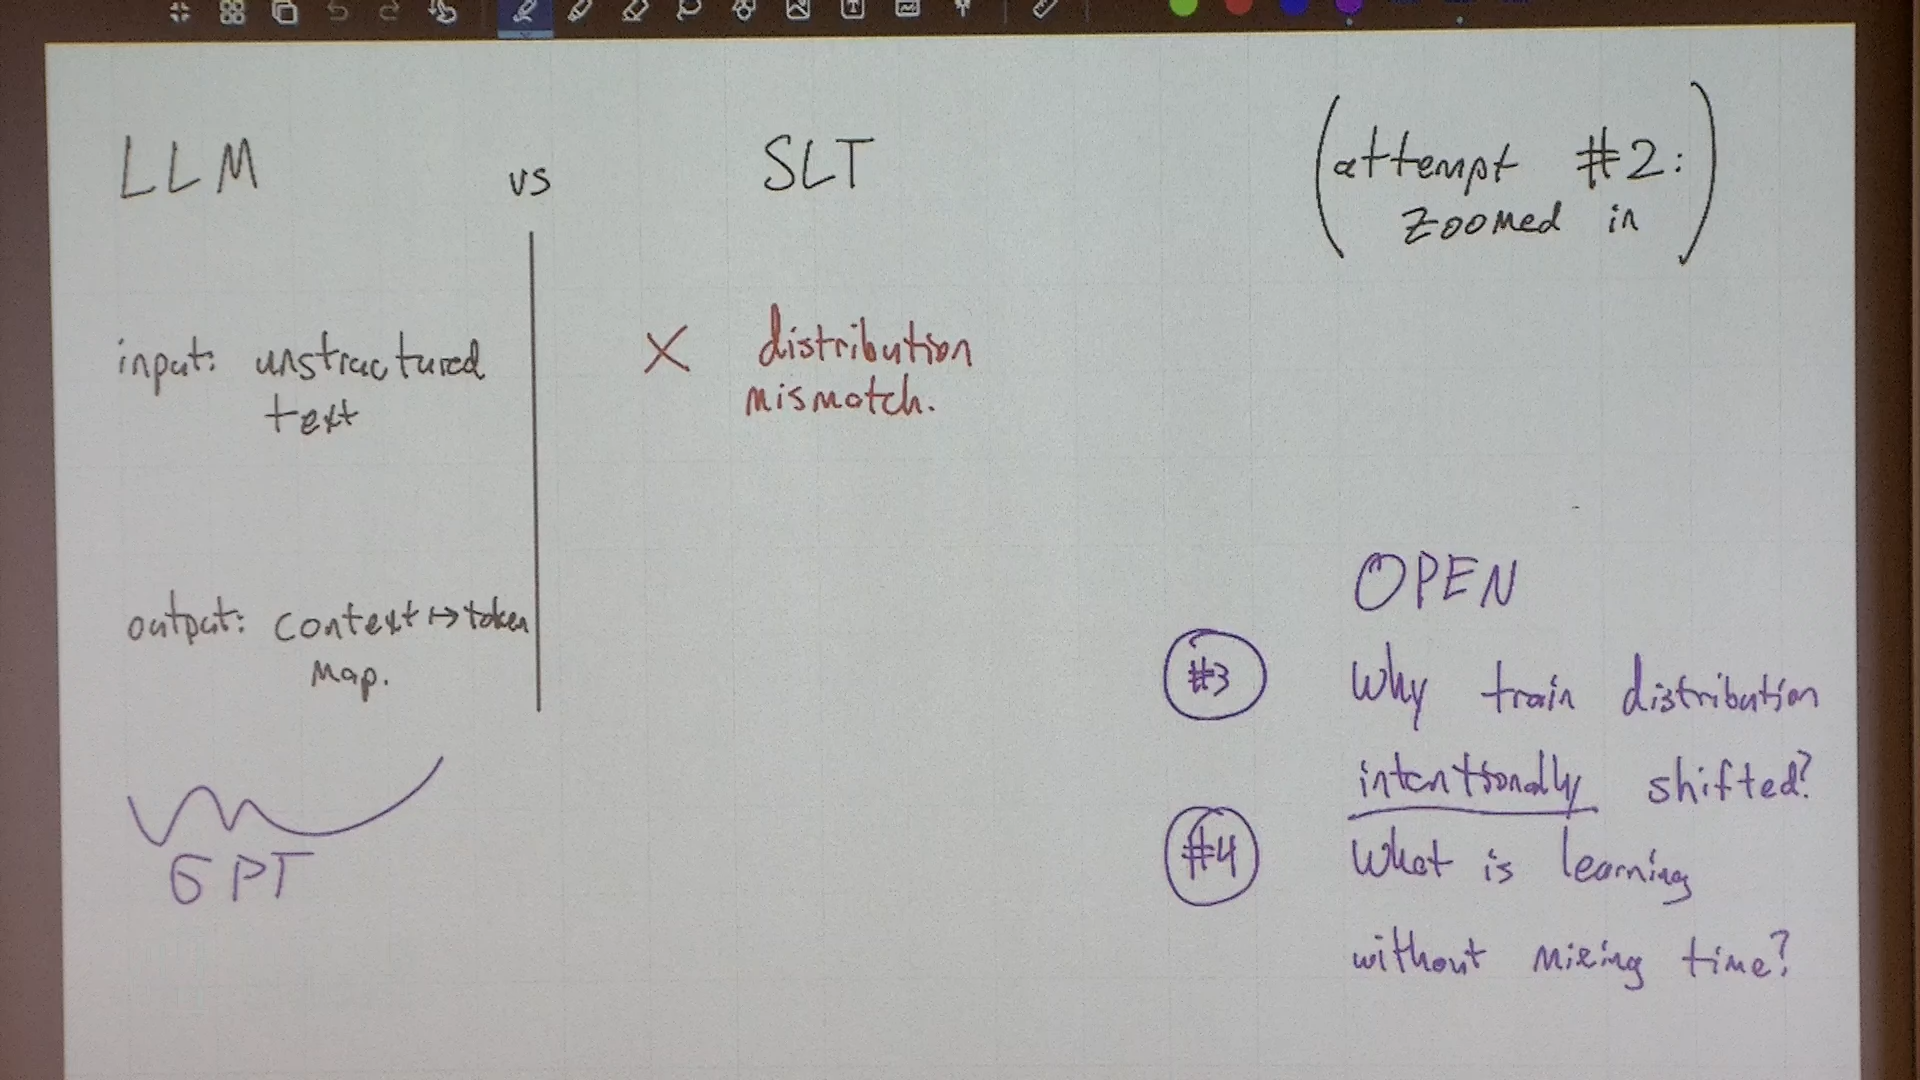 LLM vs SLT
(attempt #2:
zoomed in)
input: unstructured
text
X distribution
mismatch.
output: context ↦ token
map.
GPT
OPEN
#3 Why train distribution
intentionally shifted?
#4 What is learning
without mixing time?